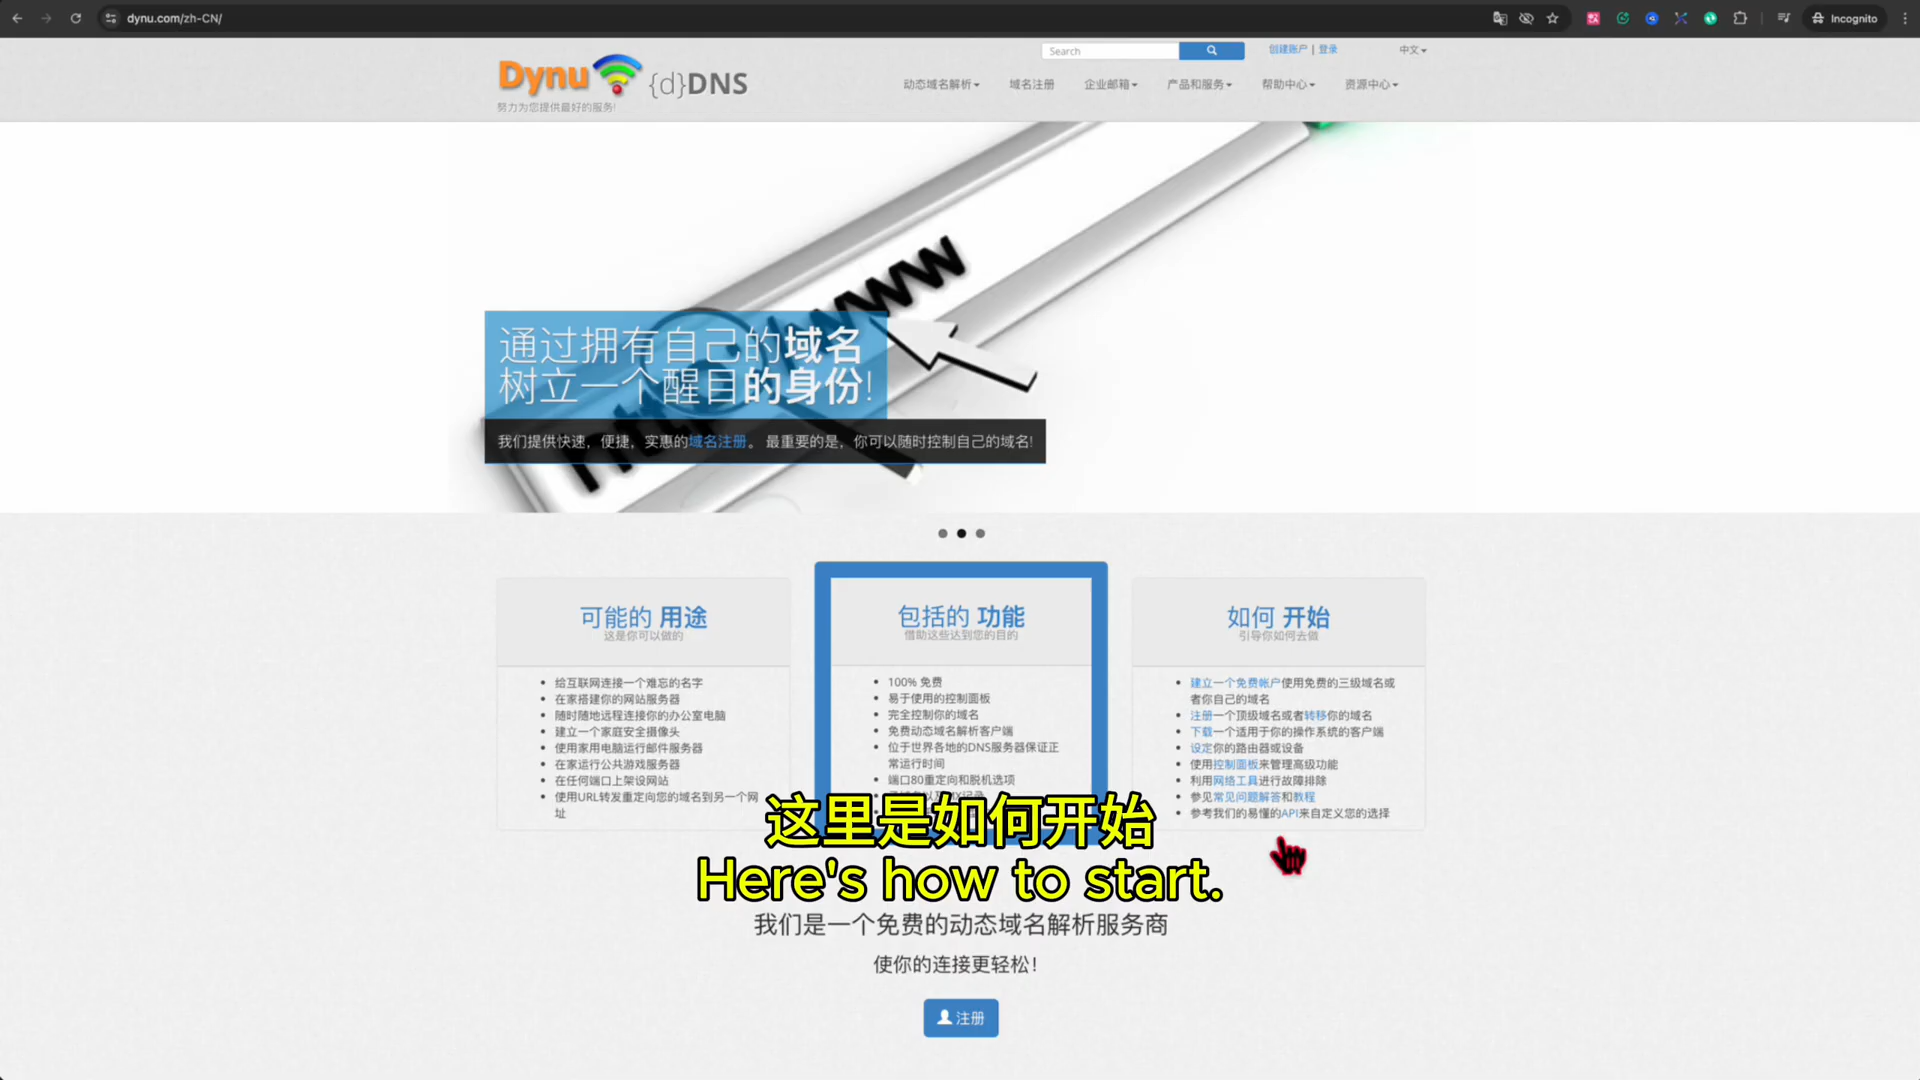 dynu.com/zh-CN/
Incognito
Search
创建账户 | 登录
中文
Dynu {d}DNS
努力为您提供最好的服务!
动态域名解析
域名注册
企业邮箱
产品和服务
帮助中心
资源中心
www
http
通过拥有自己的域名
树立一个醒目的身份!
我们提供快速，便捷，实惠的域名注册。 最重要的是，你可以随时控制自己的域名!
可能的 用途
这是你可以做的
给互联网连接一个难忘的名字
在家搭建你的网站服务器
随时随地远程连接你的办公室电脑
建立一个家庭安全摄像头
使用家用电脑运行邮件服务器
在家运行公共游戏服务器
在任何端口上架设网站
使用URL转发重定向您的域名到另一个网
址
包括的 功能
借助这些达到您的目的
100% 免费
易于使用的控制面板
完全控制你的域名
免费动态域名解析客户端
位于世界各地的DNS服务器保证正
常运行时间
端口80重定向和脱机选项
如何 开始
引导你如何去做
建立一个免费帐户使用免费的三级域名或
者你自己的域名
注册一个顶级域名或者转移你的域名
下载一个适用于你的操作系统的客户端
设定你的路由器或设备
使用控制面板来管理高级功能
利用网络工具进行故障排除
参见常见问题解答和教程
参考我们的易懂的API来自定义您的选择
这里是如何开始
Here's how to start.
我们是一个免费的动态域名解析服务商
使你的连接更轻松!
注册